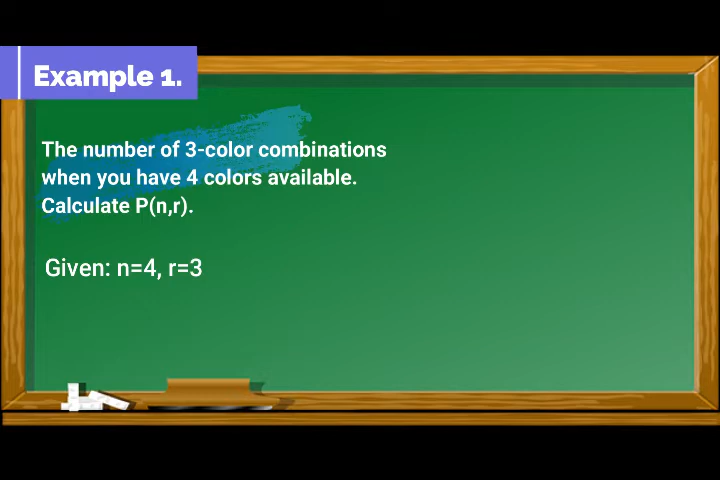 Example 1.
The number of 3-color combinations
when you have 4 colors available.
Calculate P(n,r).
Given: n=4, r=3